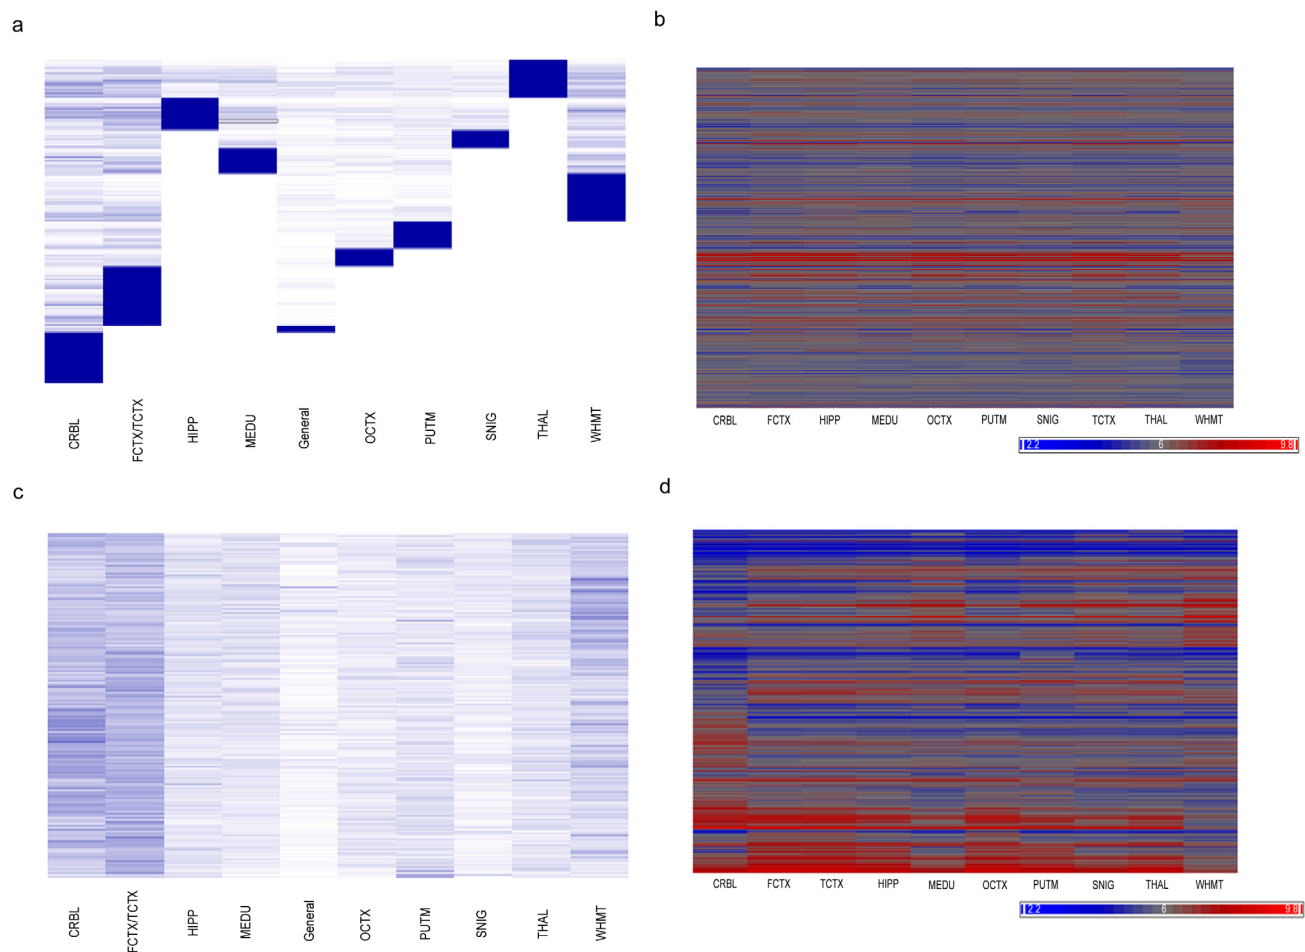 a
b
CRBL FCTX/TCTX HIPP MEDU General OCTX PUTM SNIG THAL WHMT
CRBL FCTX HIPP MEDU OCTX PUTM SNIG TCTX THAL WHMT
2.2 6 9.8
c
d
CRBL FCTX/TCTX HIPP MEDU General OCTX PUTM SNIG THAL WHMT
CRBL FCTX TCTX HIPP MEDU OCTX PUTM SNIG THAL WHMT
2.2 6 9.8